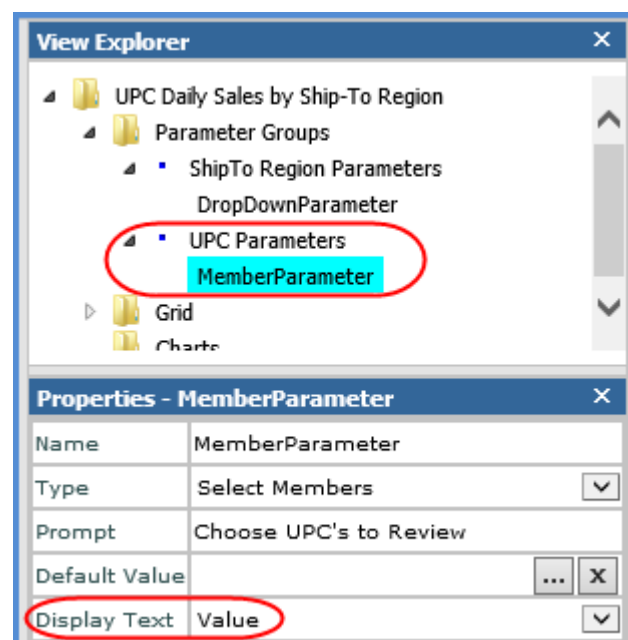 View Explorer
UPC Daily Sales by Ship-To Region
Parameter Groups
ShipTo Region Parameters
DropDownParameter
UPC Parameters
MemberParameter
Grid
Charts
Properties - MemberParameter
Name MemberParameter
Type Select Members
Prompt Choose UPC's to Review
Default Value ... x
Display Text Value